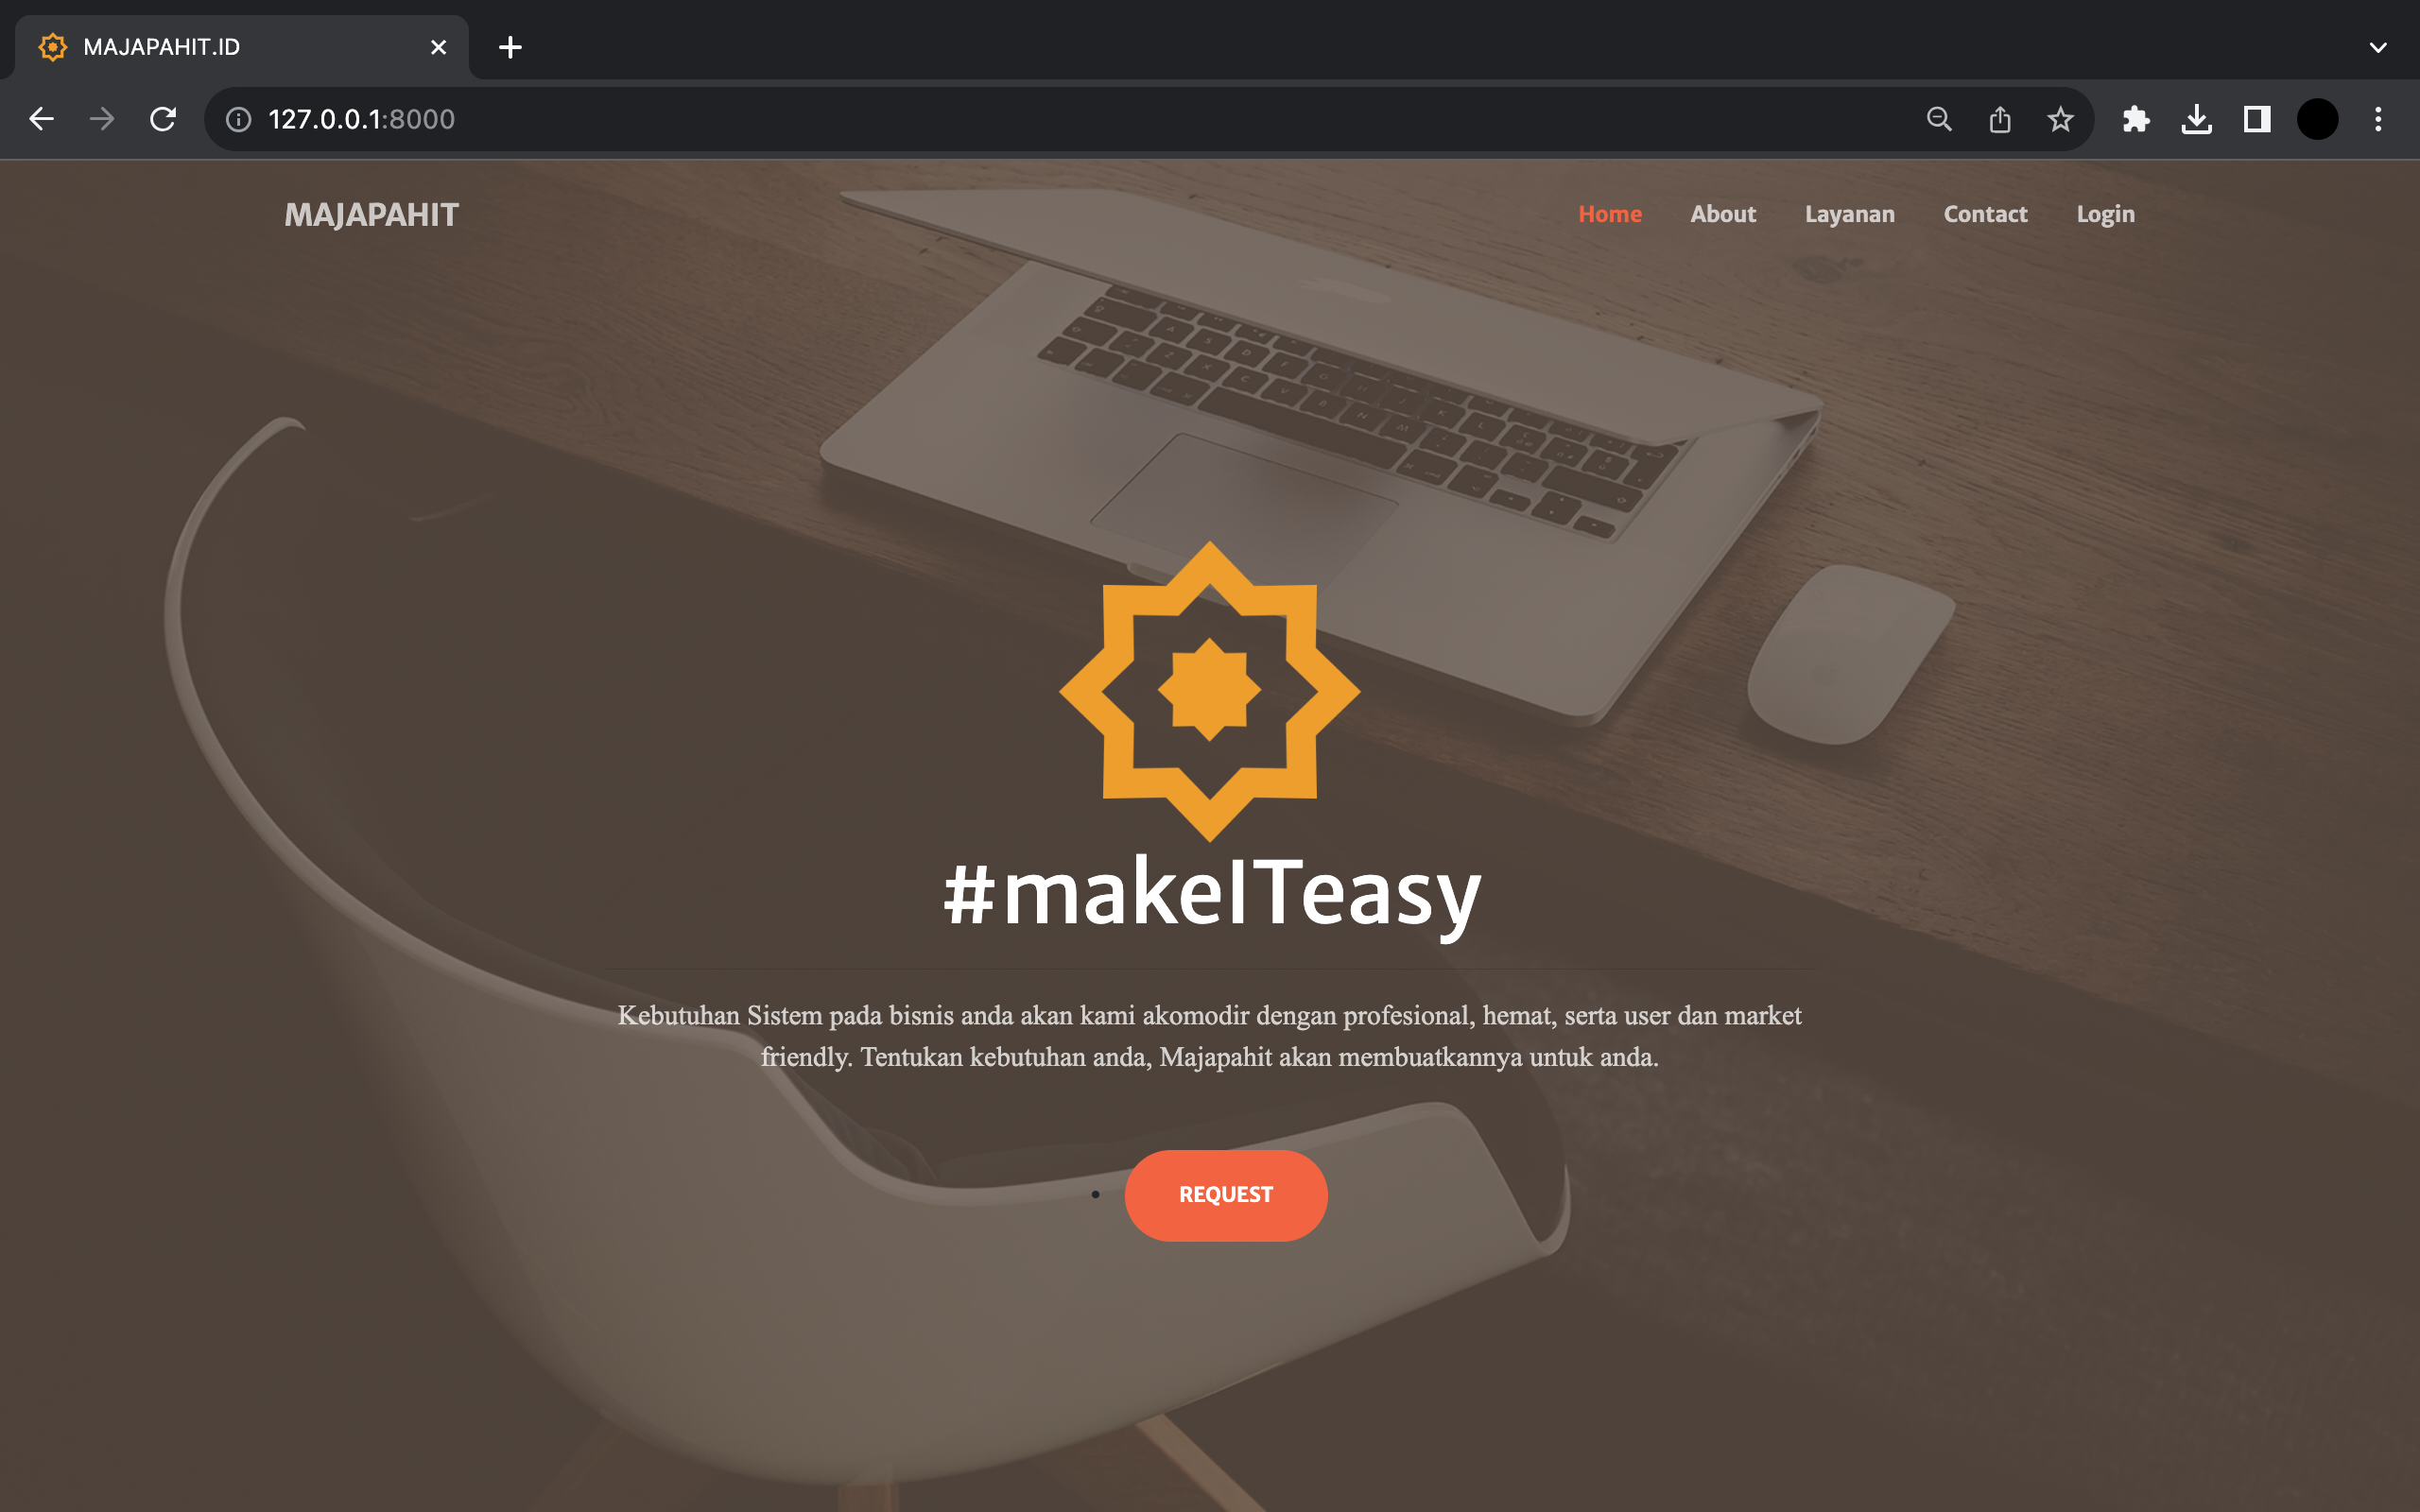 MAJAPAHIT.ID
127.0.0.1:8000
MAJAPAHIT
Home About Layanan Contact Login
#makeITeasy
Kebutuhan Sistem pada bisnis anda akan kami akomodir dengan profesional, hemat, serta user dan market
friendly. Tentukan kebutuhan anda, Majapahit akan membuatkannya untuk anda.
REQUEST